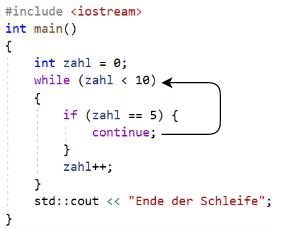 #include <iostream>
int main()
{
    int zahl = 0;
    while (zahl < 10)
    {
        if (zahl == 5) {
            continue;
        }
        zahl++;
    }
    std::cout << "Ende der Schleife";
}